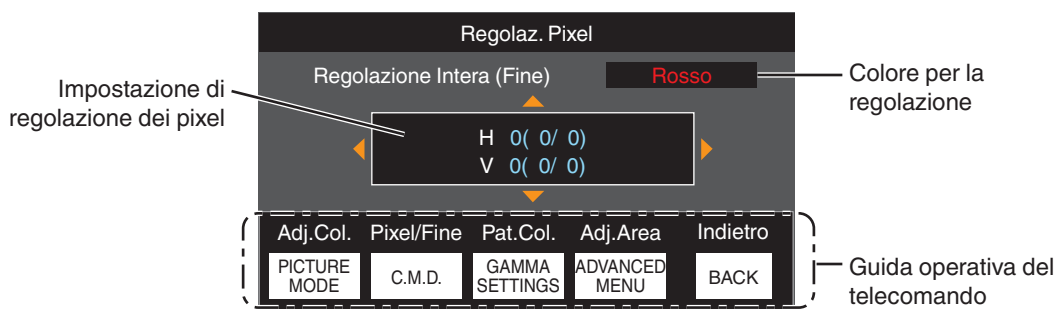 Regolaz. Pixel
Regolazione Intera (Fine)
Rosso
Colore per la
regolazione
Impostazione di
regolazione dei pixel
H 0( 0/ 0)
V 0( 0/ 0)
Adj.Col. Pixel/Fine Pat.Col. Adj.Area Indietro
PICTURE
MODE
C.M.D.
GAMMA
SETTINGS
ADVANCED
MENU
BACK
Guida operativa del
telecomando